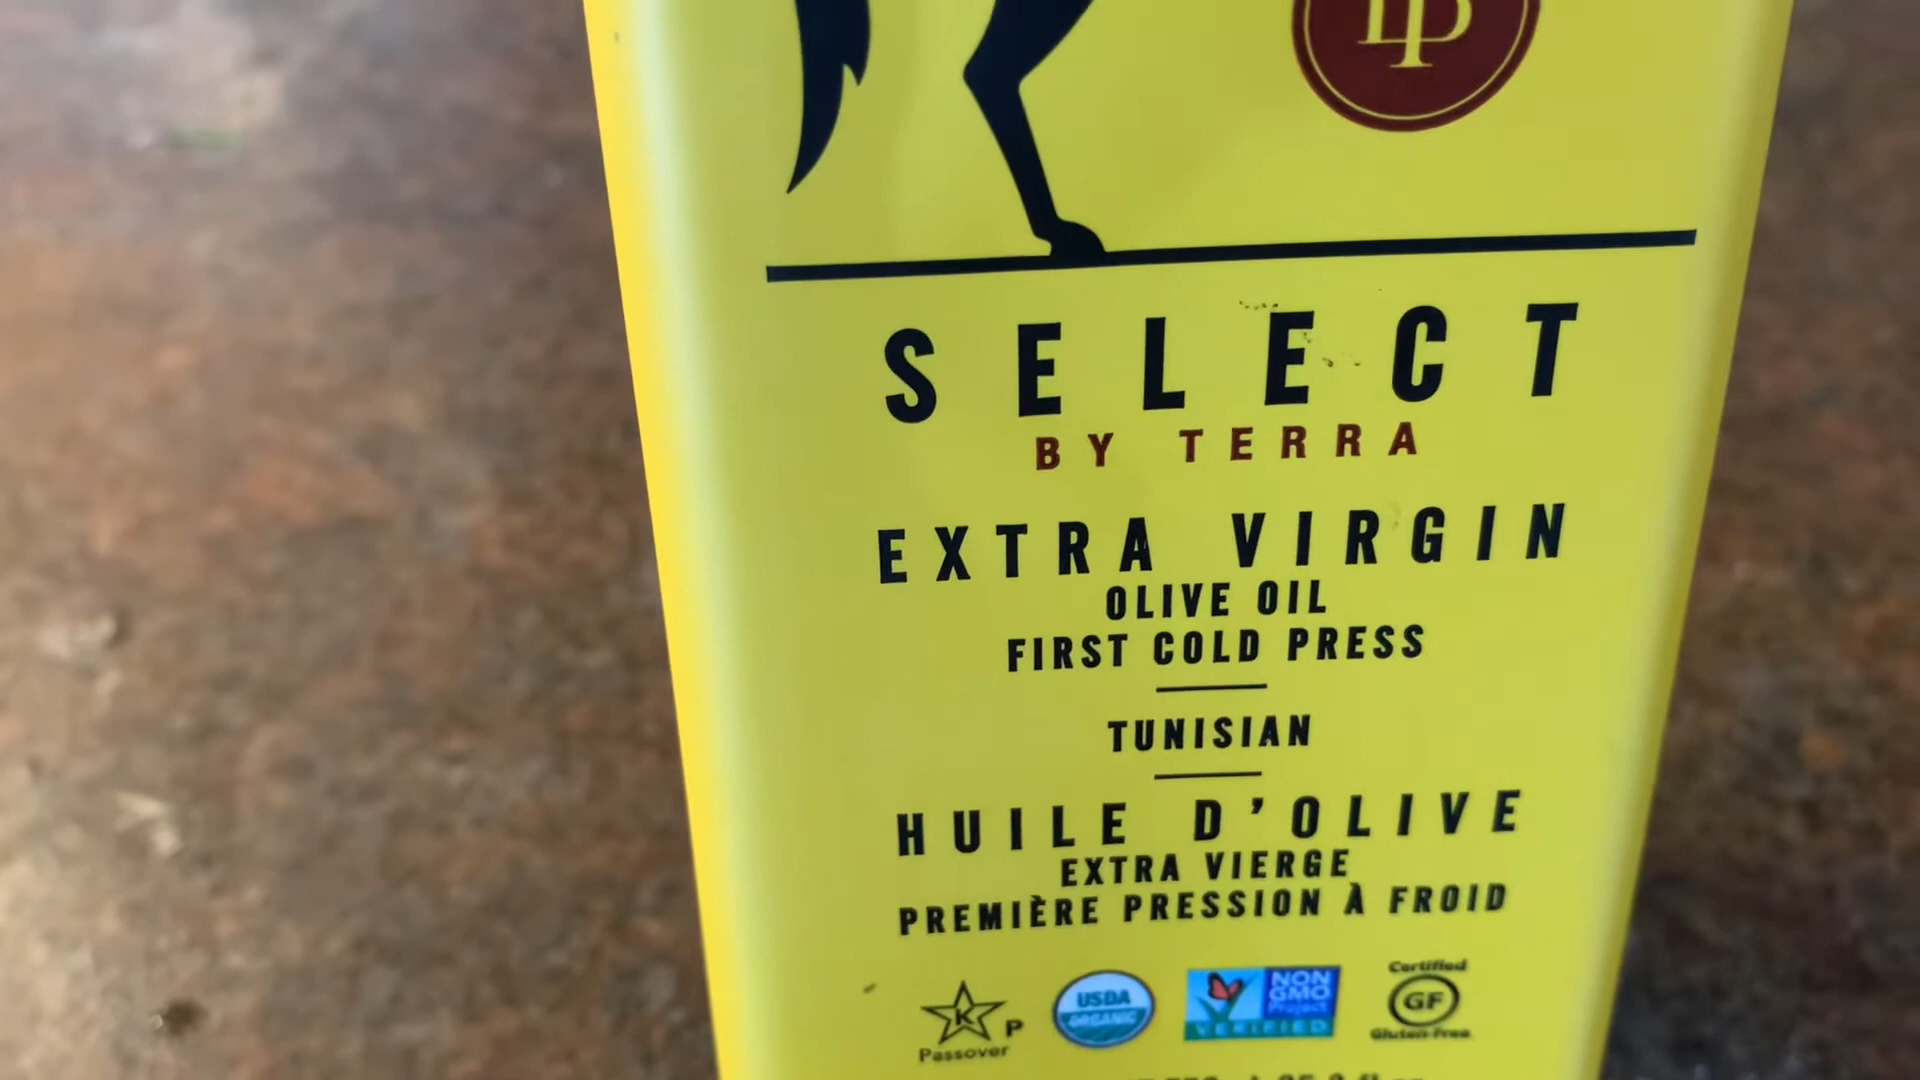 SELECT
BY TERRA
EXTRA VIRGIN
OLIVE OIL
FIRST COLD PRESS
TUNISIAN
HUILE D'OLIVE
EXTRA VIERGE
PREMIÈRE PRESSION À FROID
K P
Passover
USDA
ORGANIC
NON
GMO
Project
VERIFIED
Certified
GF
Gluten-Free